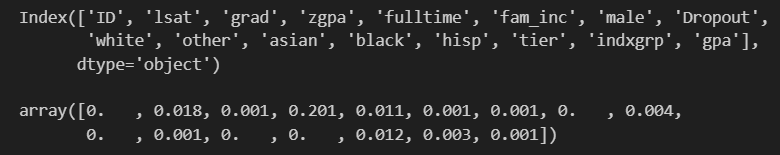 Index(['ID', 'lsat', 'grad', 'zgpa', 'fulltime', 'fam_inc', 'male', 'Dropout',
       'white', 'other', 'asian', 'black', 'hisp', 'tier', 'indxgrp', 'gpa'],
      dtype='object')
array([0.   , 0.018, 0.001, 0.201, 0.011, 0.001, 0.001, 0.   , 0.004,
       0.   , 0.001, 0.   , 0.   , 0.012, 0.003, 0.001])